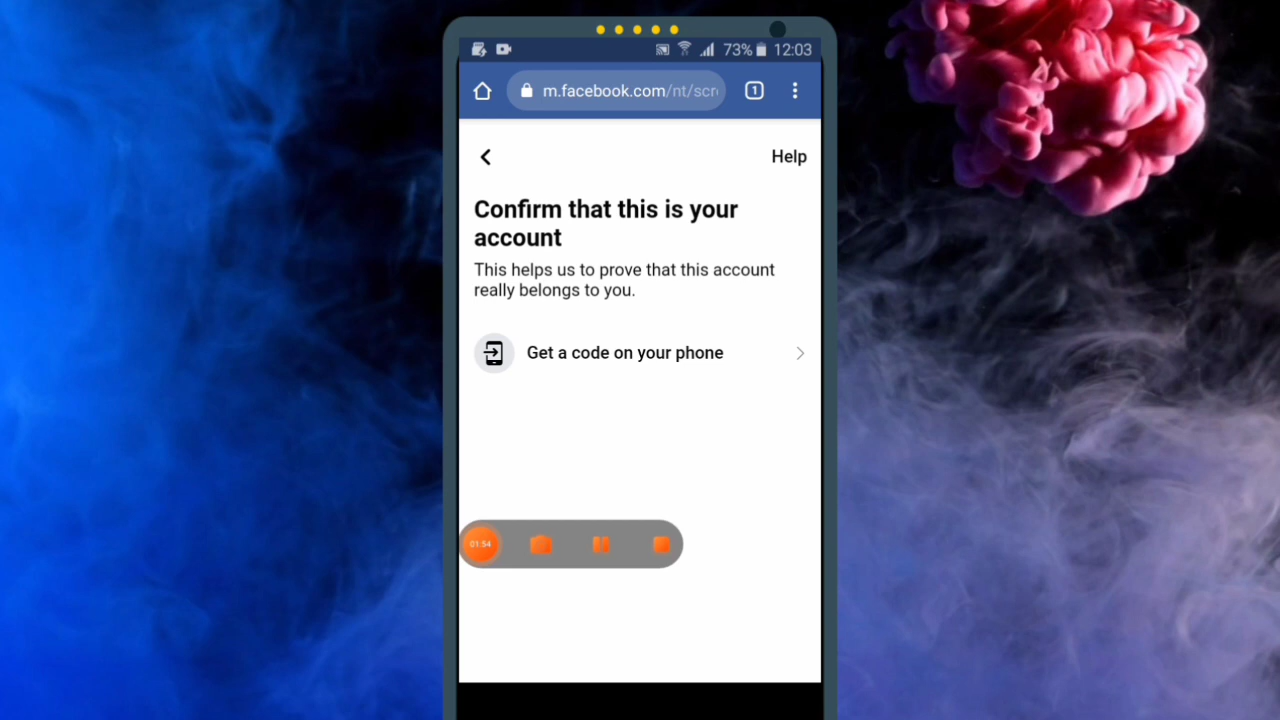 73% 12:03
m.facebook.com/nt/scr
1
Help
Confirm that this is your
account
This helps us to prove that this account
really belongs to you.
Get a code on your phone
01:54